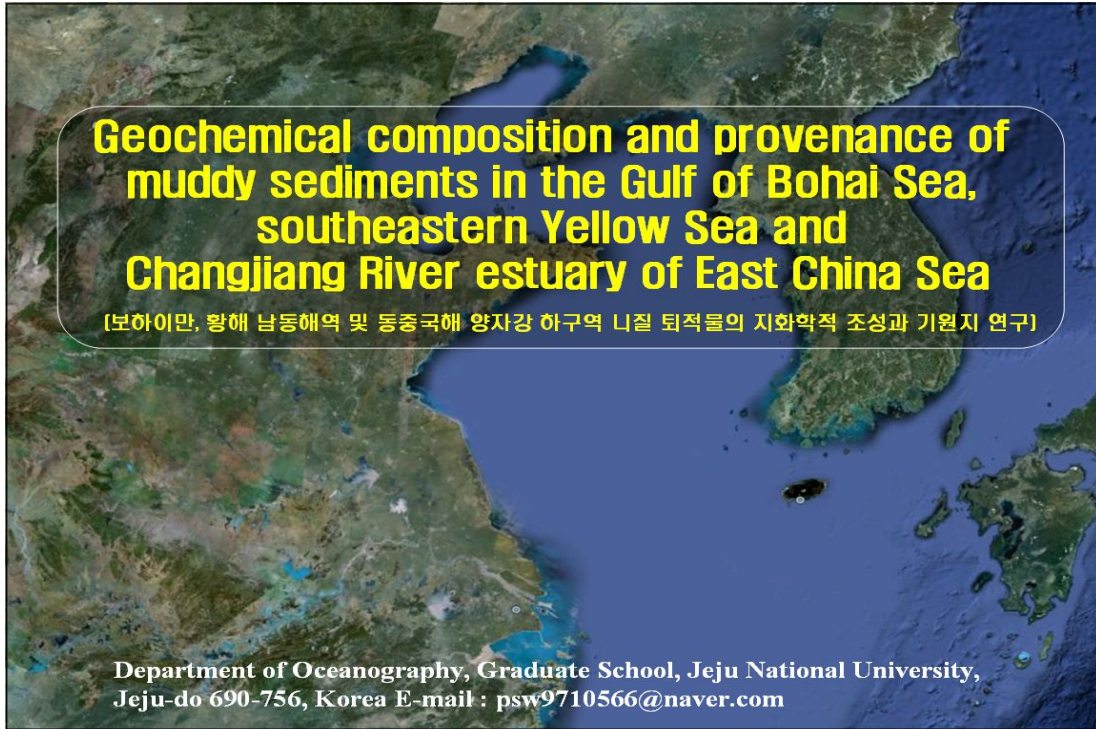 Geochemical composition and provenance of
muddy sediments in the Gulf of Bohai Sea,
southeastern Yellow Sea and
Changjiang River estuary of East China Sea
(보하이만, 황해 남동해역 및 동중국해 양자강 하구역 니질 퇴적물의 지화학적 조성과 기원지 연구)
Department of Oceanography, Graduate School, Jeju National University,
Jeju-do 690-756, Korea E-mail : psw9710566@naver.com